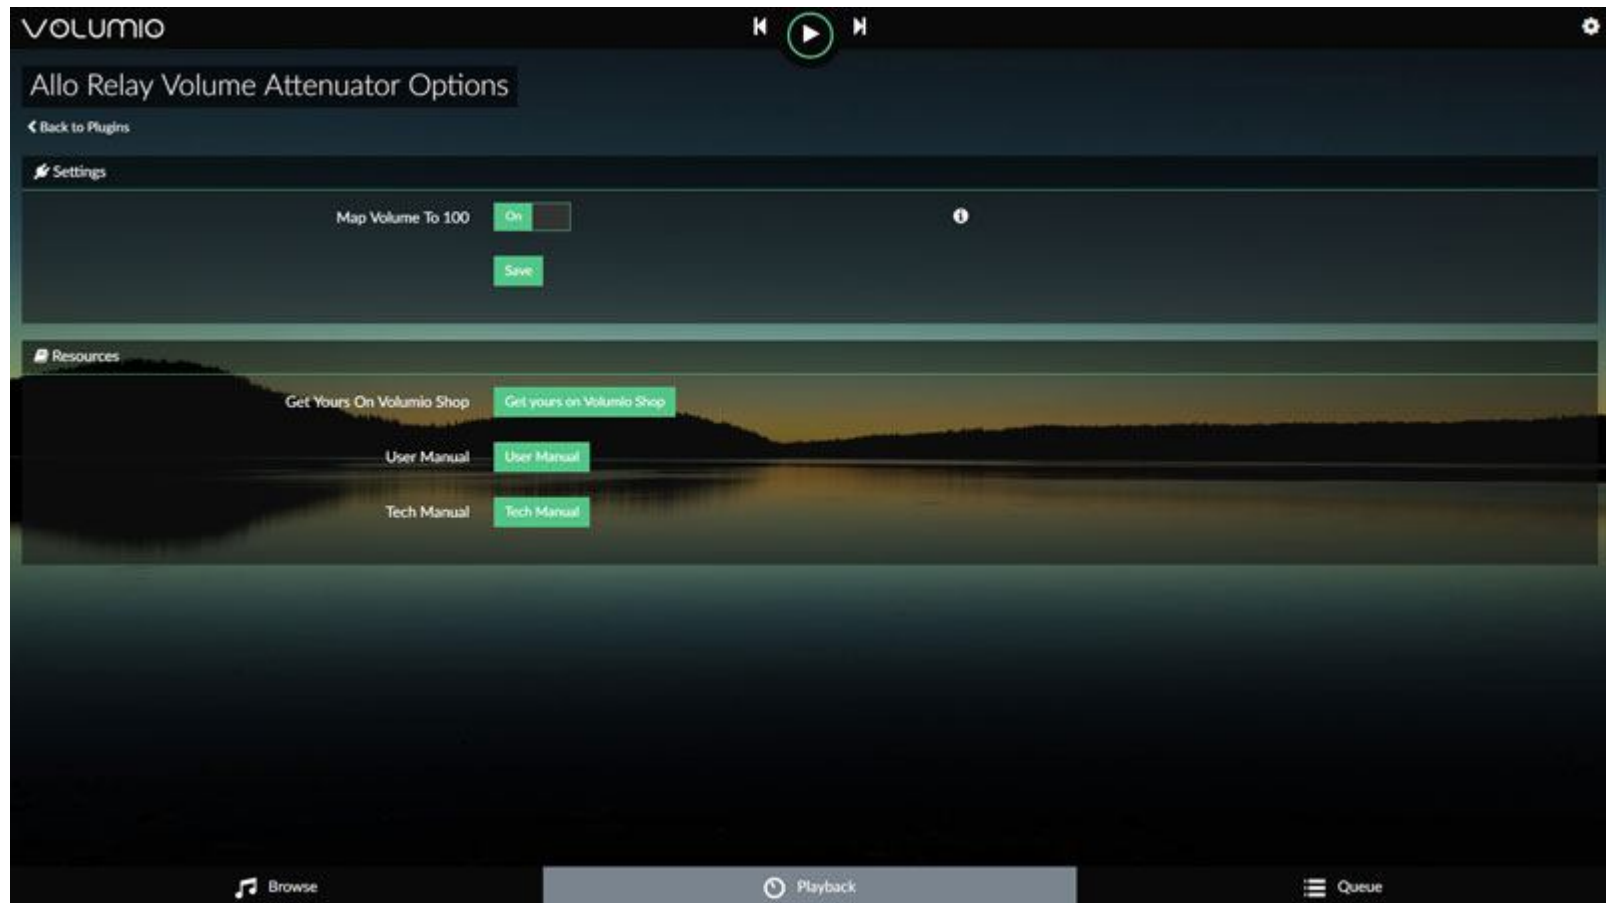 VOLUMIO
Allo Relay Volume Attenuator Options
Back to Plugins
Settings
Map Volume To 100 On
Save
Resources
Get Yours On Volumio Shop Get yours on Volumio Shop
User Manual User Manual
Tech Manual Tech Manual
Browse Playback Queue